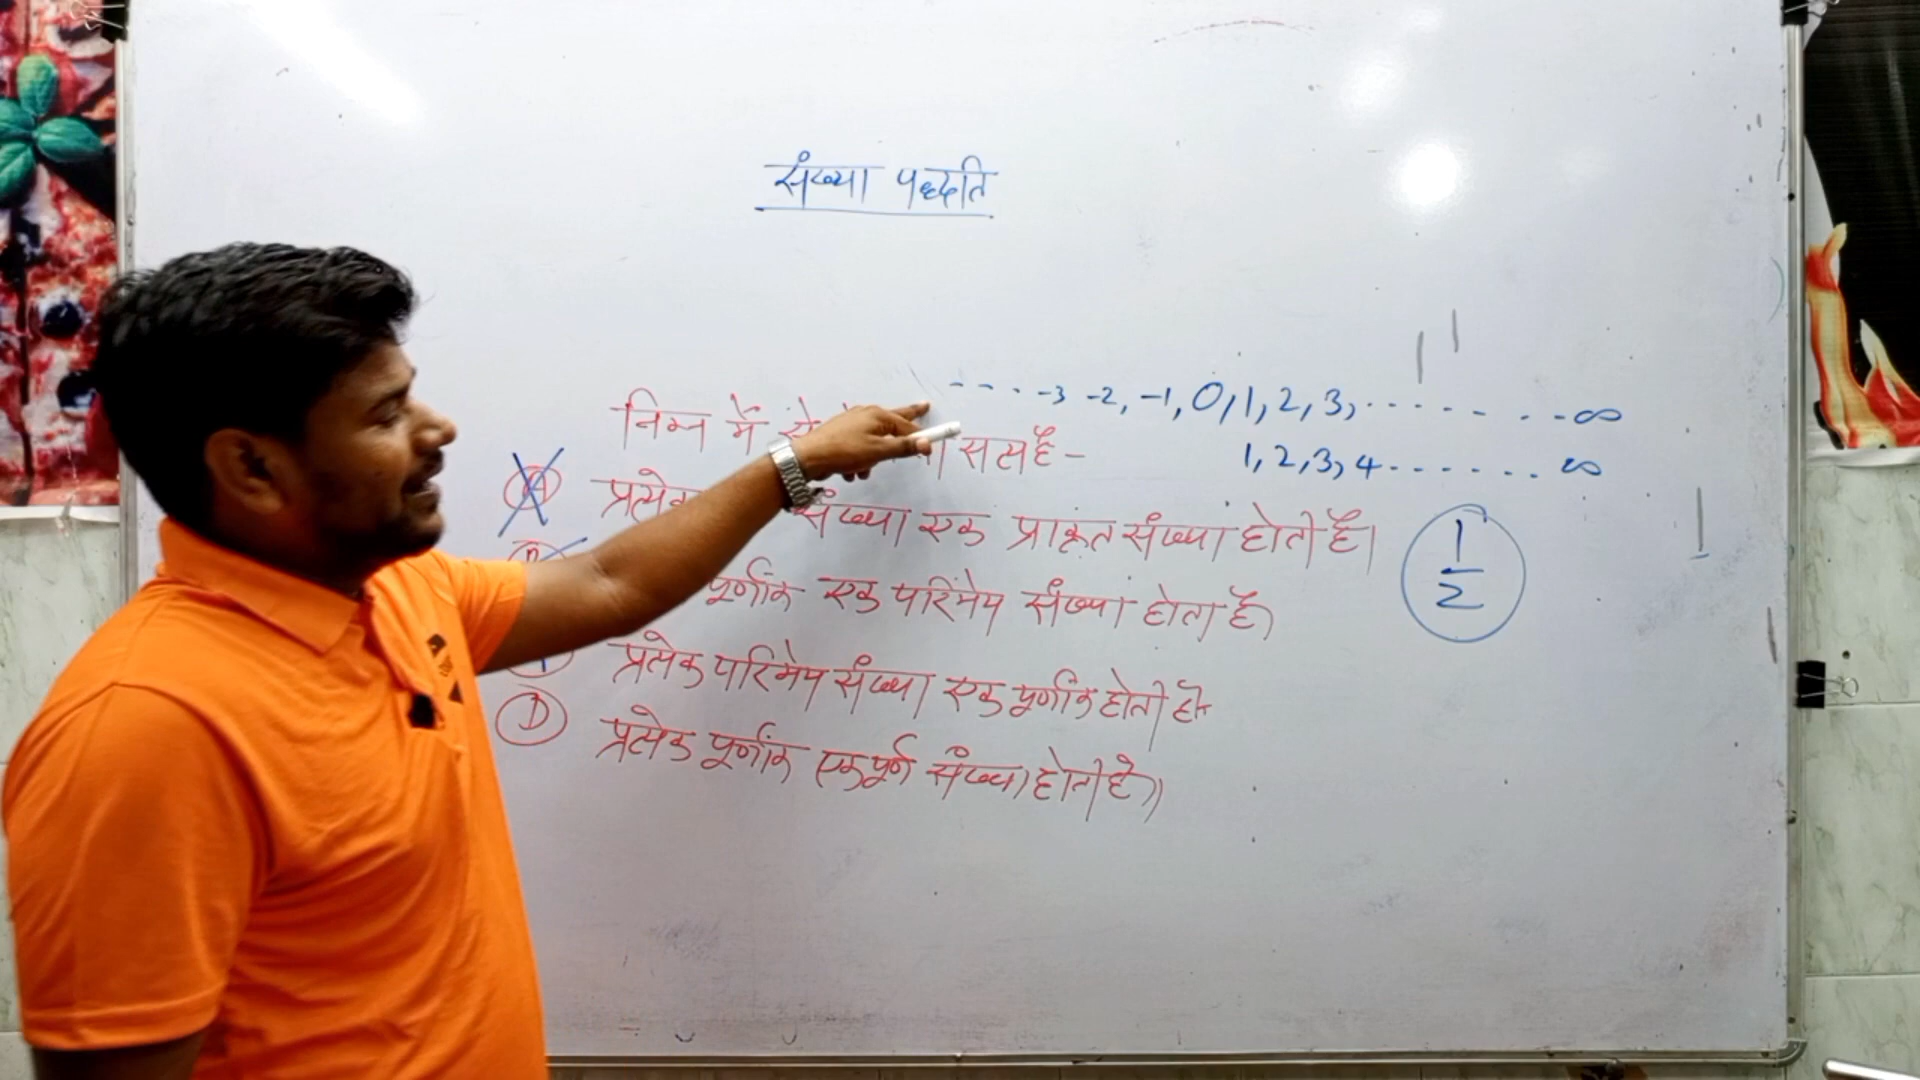 संख्या पद्धति
- - . -3 -2, -1, 0, 1, 2, 3, . . - - - . . - ∞
निम्न में से सत्य है -
1, 2, 3, 4 . . . . . . . ∞
(A) प्रत्येक संख्या एक प्राकृत संख्या होती है।
1/2
पूर्णांक एक परिमेय संख्या होता है
प्रत्येक परिमेय संख्या एक पूर्णांक होती है
(D) प्रत्येक पूर्णांक एक पूर्ण संख्या होती है।